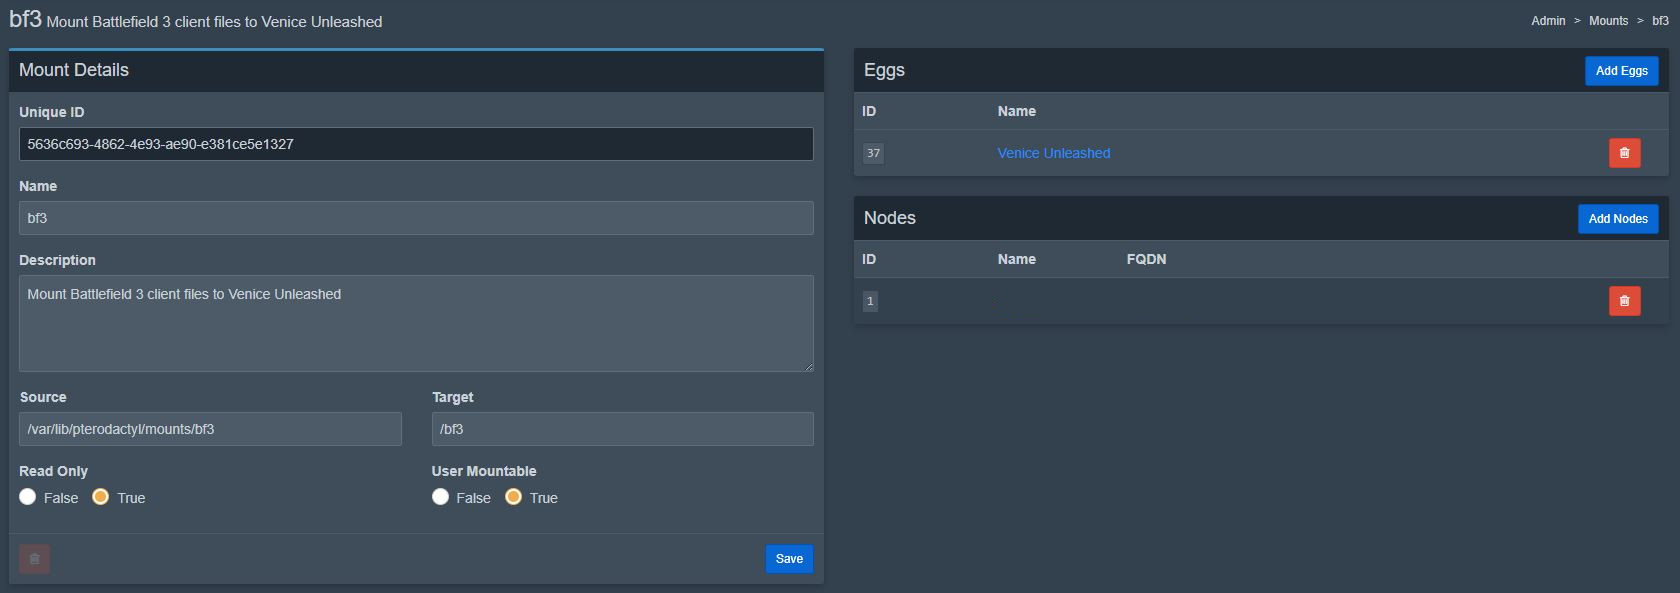 bf3 Mount Battlefield 3 client files to Venice Unleashed
Admin > Mounts > bf3
Mount Details
Unique ID
5636c693-4862-4e93-ae90-e381ce5e1327
Name
bf3
Description
Mount Battlefield 3 client files to Venice Unleashed
Source
Target
/var/lib/pterodactyl/mounts/bf3
/bf3
Read Only
User Mountable
False True
False True
Save
Eggs
Add Eggs
ID Name
37 Venice Unleashed
Nodes
Add Nodes
ID Name FQDN
1